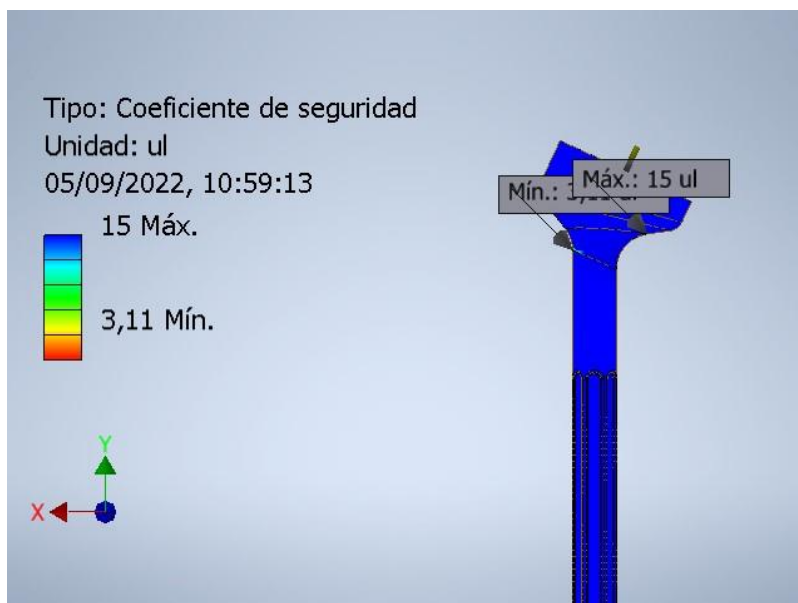 Tipo: Coeficiente de seguridad
Unidad: ul
05/09/2022, 10:59:13
15 Máx.
3,11 Mín.
Mín.:
Máx.: 15 ul
Y
X